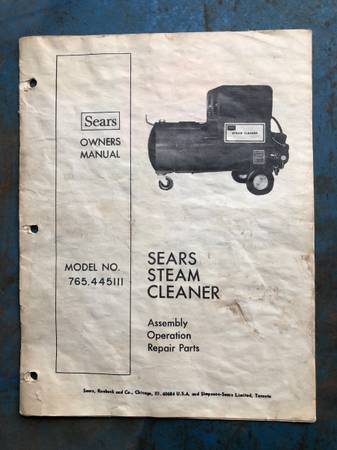 Sears
OWNERS
MANUAL
STEAM CLEANER
MODEL NO.
765.445111
SEARS
STEAM
CLEANER
Assembly
Operation
Repair Parts
Sears, Roebuck and Co., Chicago, Ill. 60684 U.S.A. and Simpsons-Sears Limited, Toronto